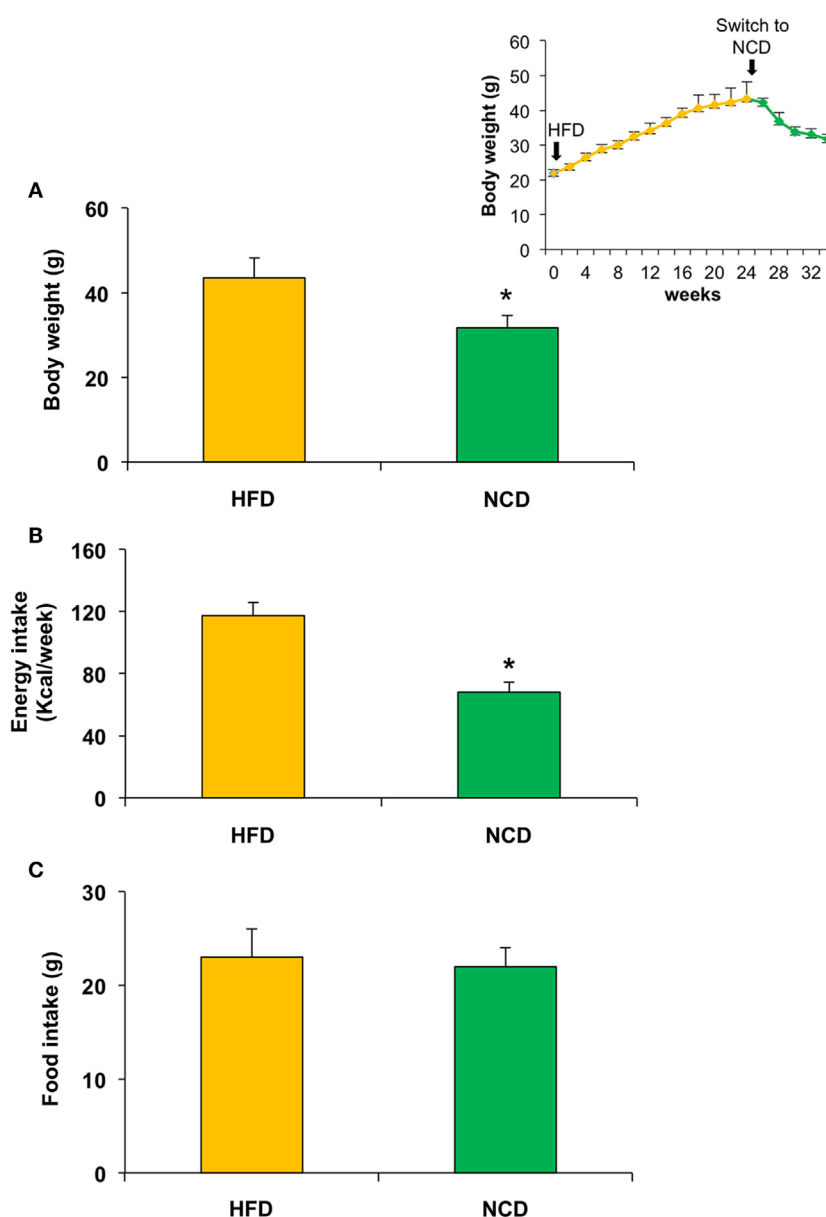 Switch to
NCD
60
50
40
30
20
10
0
Body weight (g)
HFD
0 4 8 12 16 20 24 28 32
weeks
A
60
40
20
0
Body weight (g)
*
HFD NCD
B
160
120
80
40
0
Energy intake
(Kcal/week)
*
HFD NCD
C
30
20
10
0
Food intake (g)
HFD NCD